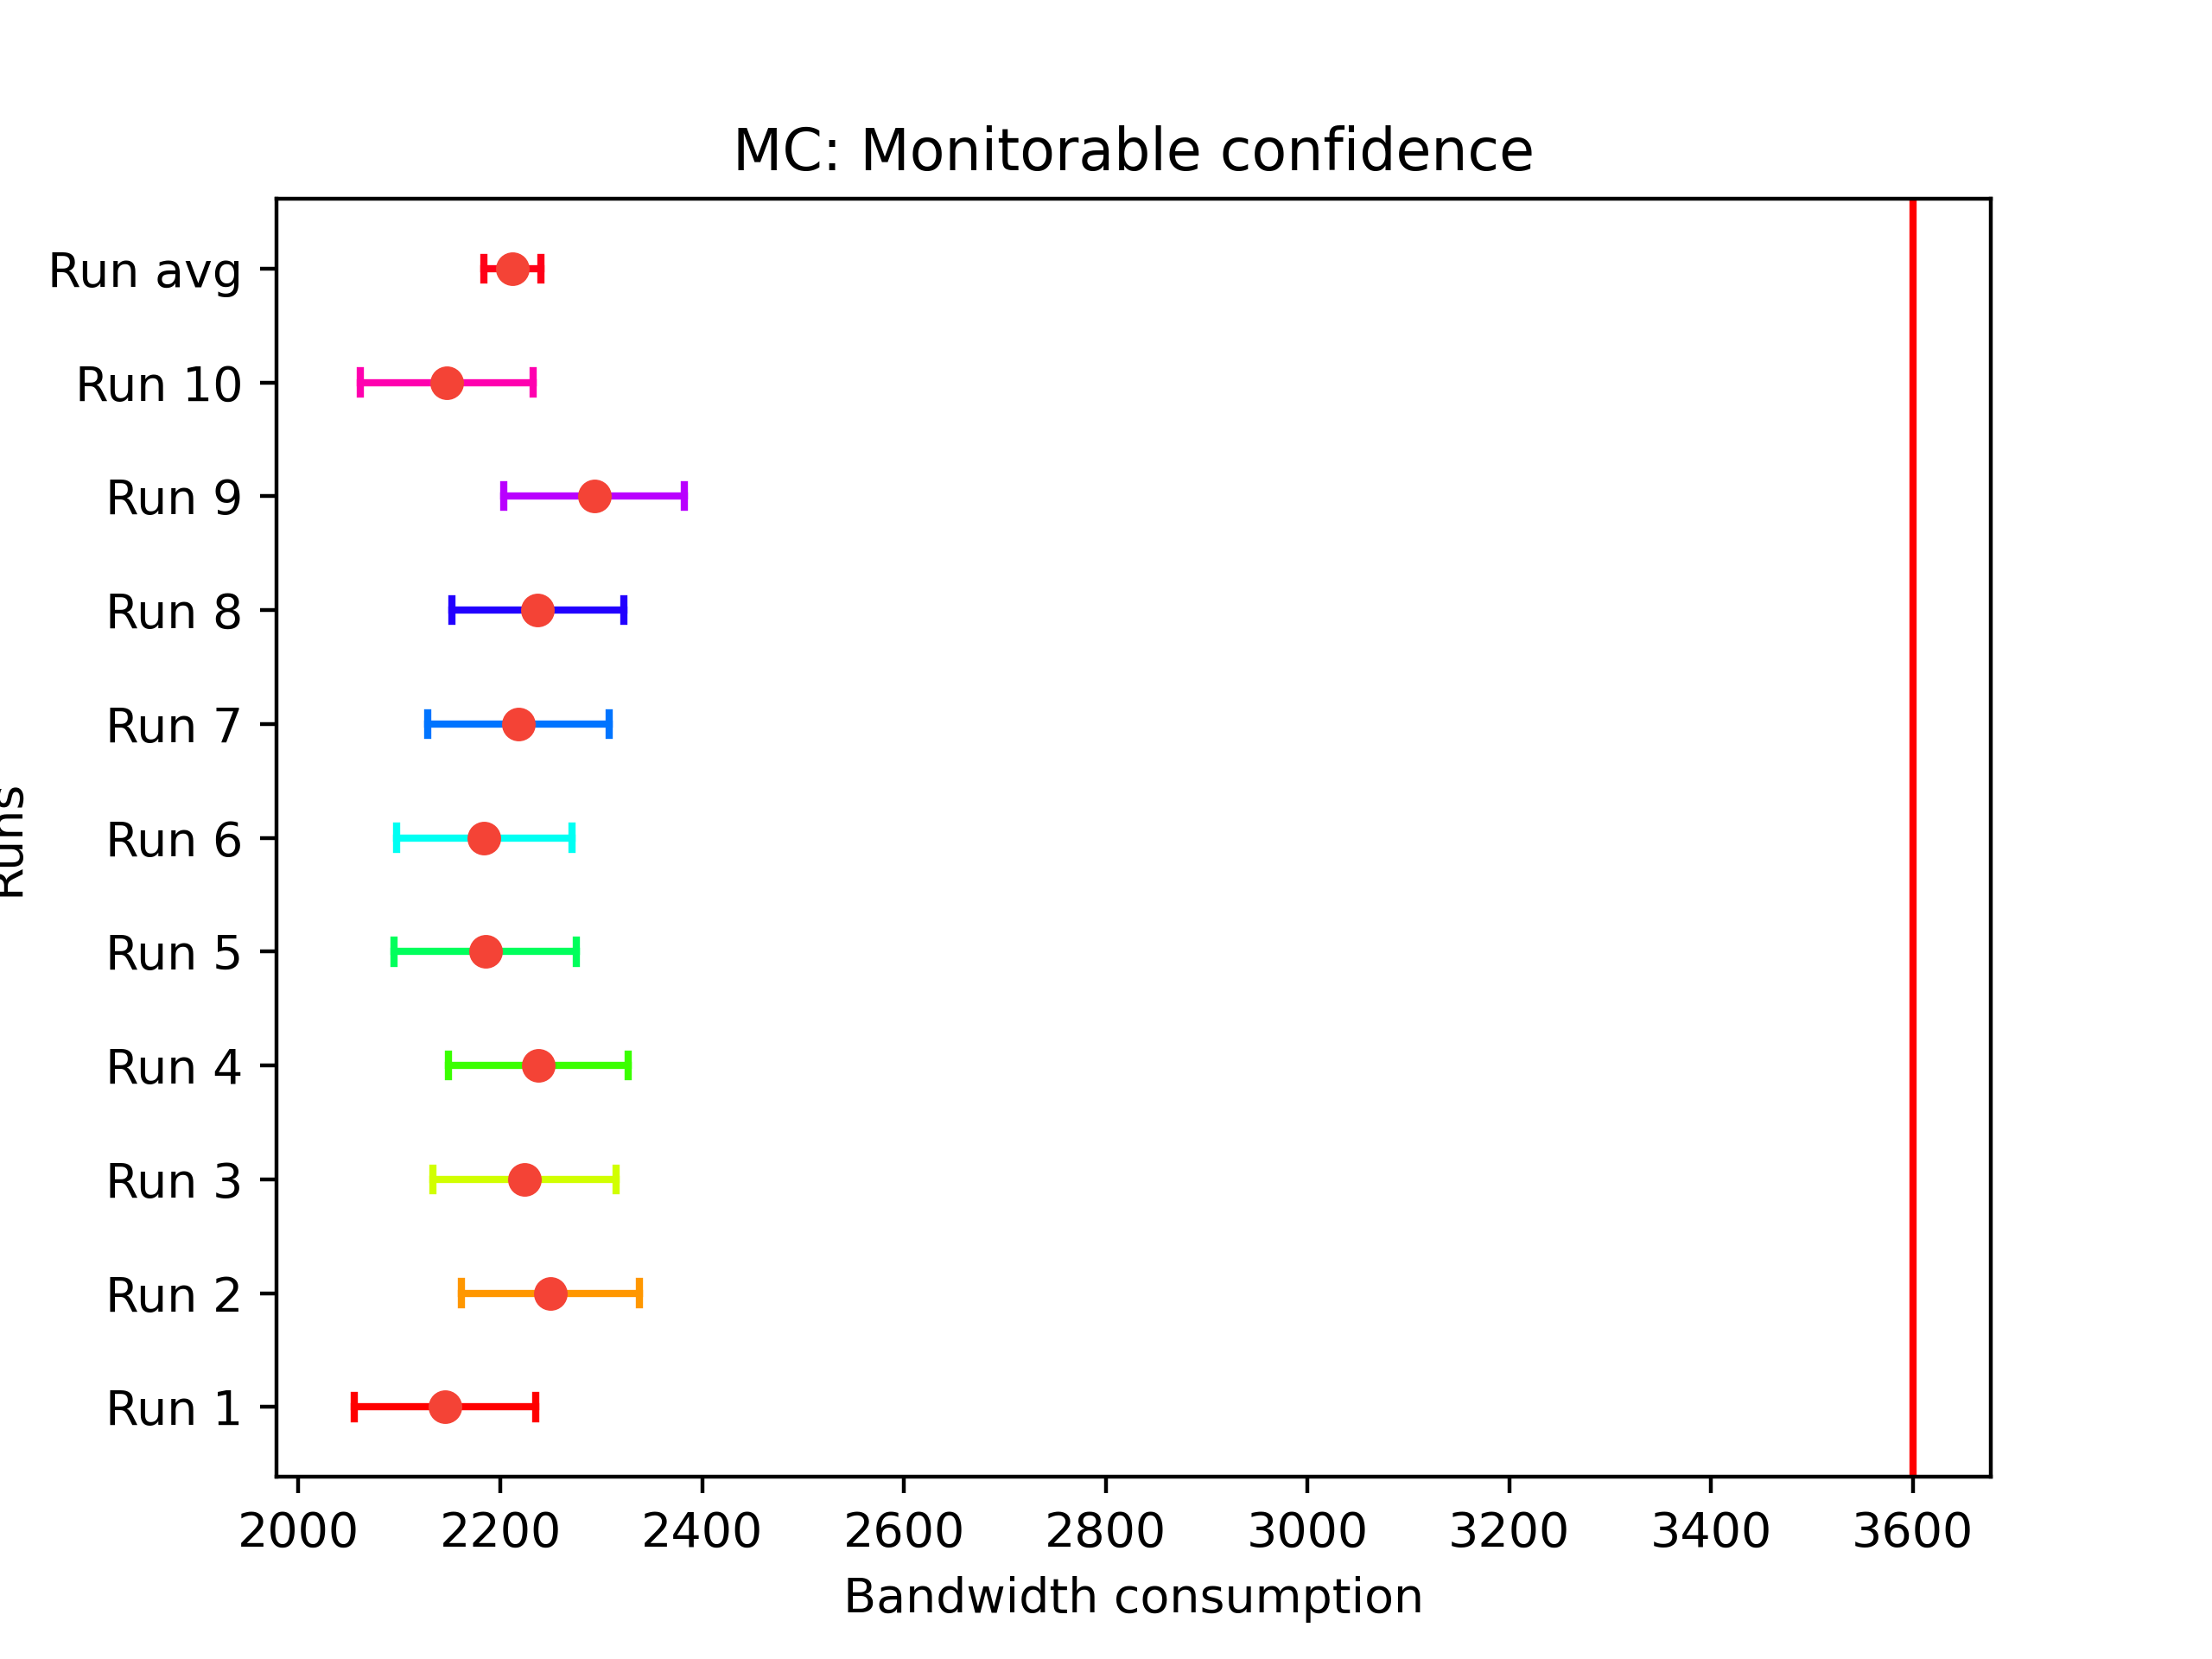 MC: Monitorable confidence
Run avg
Run 10
Run 9
Run 8
Run 7
Run 6
Run 5
Run 4
Run 3
Run 2
Run 1
Runs
2000 2200 2400 2600 2800 3000 3200 3400 3600
Bandwidth consumption